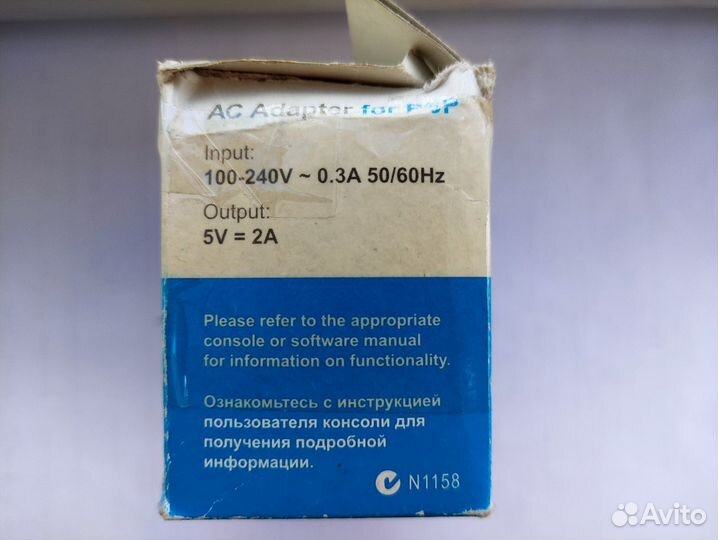 AC Adapter for PSP
Input:
100-240V ~ 0.3A 50/60Hz
Output:
5V = 2A
Please refer to the appropriate
console or software manual
for information on functionality.
Ознакомьтесь с инструкцией
пользователя консоли для
получения подробной
информации.
N1158
Avito